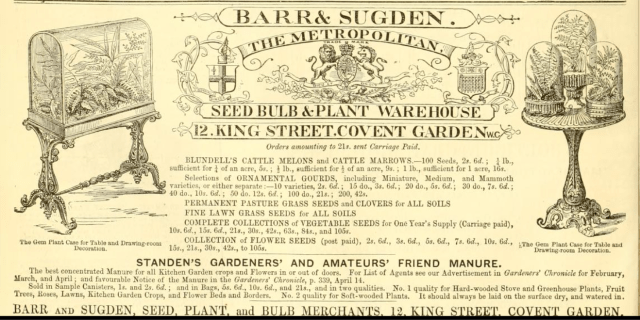 BARR & SUGDEN.
THE METROPOLITAN.
SEED BULB & PLANT WAREHOUSE
12. KING STREET. COVENT GARDEN W.C
Orders amounting to 21s. sent Carriage Paid.
BLUNDELL'S CATTLE MELONS and CATTLE MARROWS.—100 Seeds, 2s. 6d.; ¼ lb.,
sufficient for ¼ of an acre, 5s.; ½ lb., sufficient for ½ of an acre, 9s.; 1 lb., sufficient for 1 acre, 16s.
Selections of ORNAMENTAL GOURDS, including Miniature, Medium, and Mammoth
varieties, or either separate:—10 varieties, 2s. 6d.; 15 do., 3s. 6d.; 20 do., 5s. 6d.; 30 do., 7s. 6d.;
40 do., 10s. 6d.; 50 do. 12s. 6d.; 100 do., 21s.; 200, 42s.
PERMANENT PASTURE GRASS SEEDS and CLOVERS for ALL SOILS
FINE LAWN GRASS SEEDS for ALL SOILS
COMPLETE COLLECTIONS of VEGETABLE SEEDS for One Year's Supply (Carriage paid),
10s. 6d., 15s. 6d., 21s., 30s., 42s., 63s., 84s., and 105s.
COLLECTION of FLOWER SEEDS (post paid), 2s. 6d., 3s. 6d., 5s. 6d., 7s. 6d., 10s. 6d.,
15s., 21s., 30s., 42s., to 105s.
The Gem Plant Case for Table and Drawing-room
Decoration.
The Gem Plant Case for Table and
Drawing-room Decoration.
STANDEN'S GARDENERS' AND AMATEURS' FRIEND MANURE.
The best concentrated Manure for all Kitchen Garden crops and Flowers in or out of doors. For List of Agents see our Advertisement in Gardeners' Chronicle for February,
March, and April; and favourable Notice of the Manure in the Gardeners' Chronicle, p. 339, April 14.
Sold in Sample Canisters, 1s. and 2s. 6d.; and in Bags, 5s. 6d., 10s. 6d., and 21s., and in two qualities. No. 1 quality for Hard-wooded Stove and Greenhouse Plants, Fruit
Trees, Roses, Lawns, Kitchen Garden Crops, and Flower Beds and Borders. No. 2 quality for Soft-wooded Plants. It should always be laid on the surface dry, and watered in.
BARR AND SUGDEN, SEED, PLANT, and BULB MERCHANTS, 12, KING STREET, COVENT GARDEN.